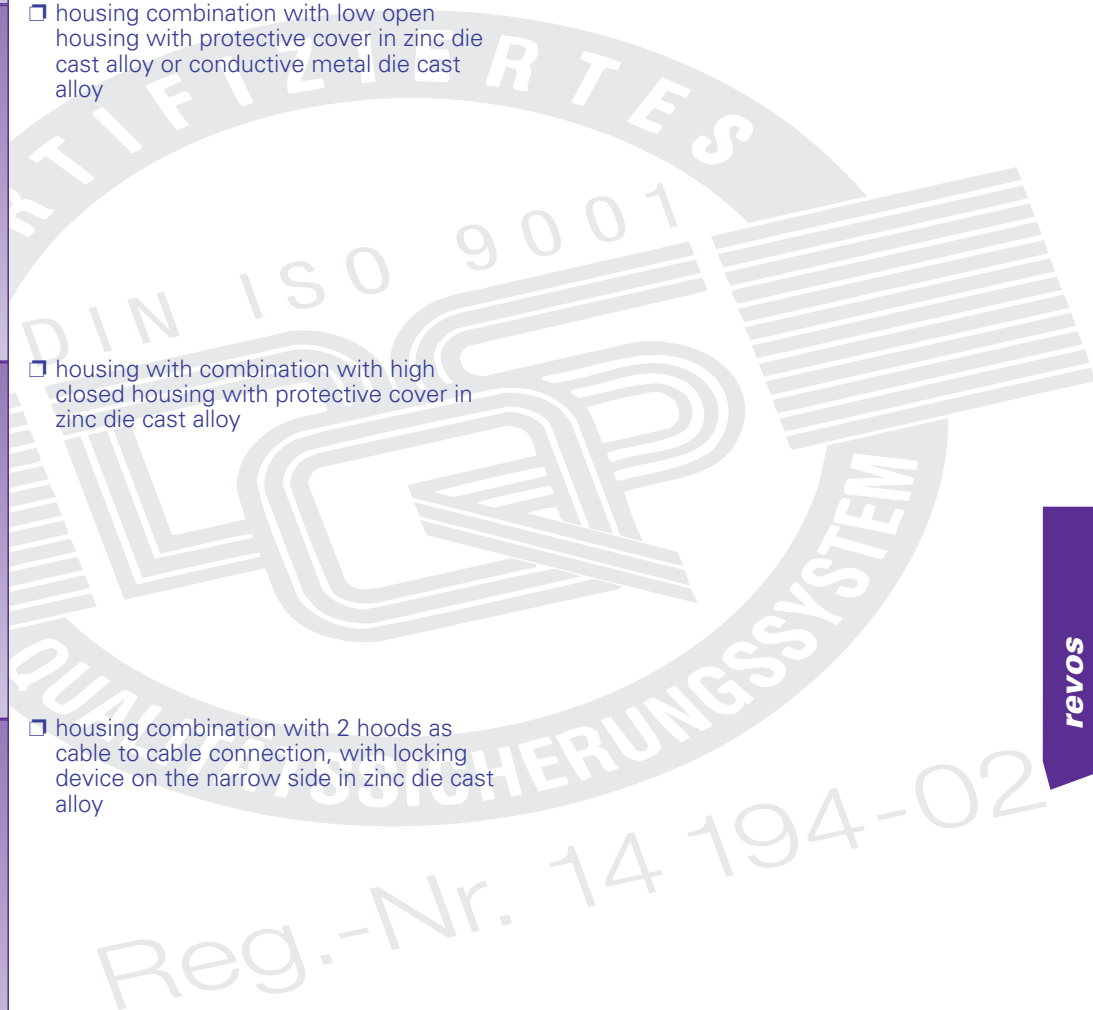 ❐ housing combination with low open
housing with protective cover in zinc die
cast alloy or conductive metal die cast
alloy
RTIFIZIERTES
DIN ISO 9001
❐ housing with combination with high
closed housing with protective cover in
zinc die cast alloy
DQS
QUALITÄTSSICHERUNGSSYSTEM
revos
❐ housing combination with 2 hoods as
cable to cable connection, with locking
device on the narrow side in zinc die cast
alloy
Reg.-Nr. 14 194-02